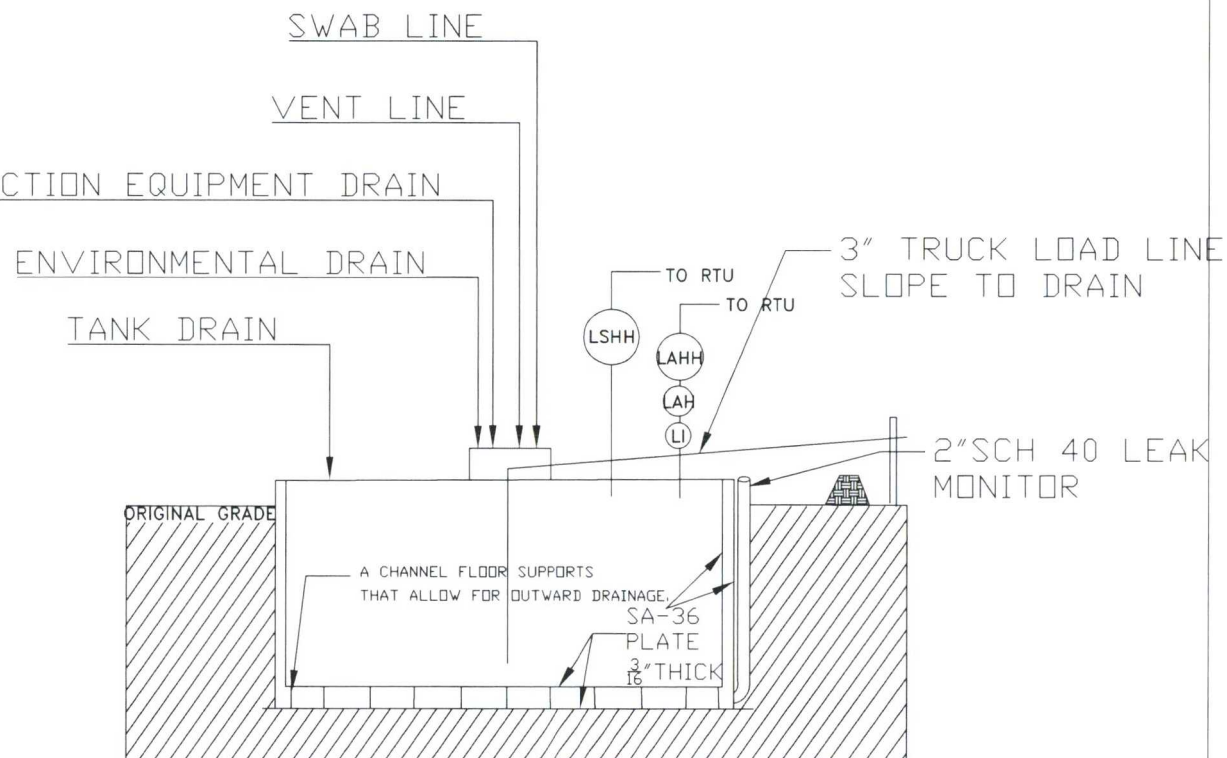 SWAB LINE
VENT LINE
CTION EQUIPMENT DRAIN
ENVIRONMENTAL DRAIN
TANK DRAIN
TO RTU
TO RTU
LSHH
LAHH
LAH
LI
3" TRUCK LOAD LINE
SLOPE TO DRAIN
2"SCH 40 LEAK
MONITOR
ORIGINAL GRADE
A CHANNEL FLOOR SUPPORTS
THAT ALLOW FOR OUTWARD DRAINAGE.
SA-36
PLATE
3/16" THICK